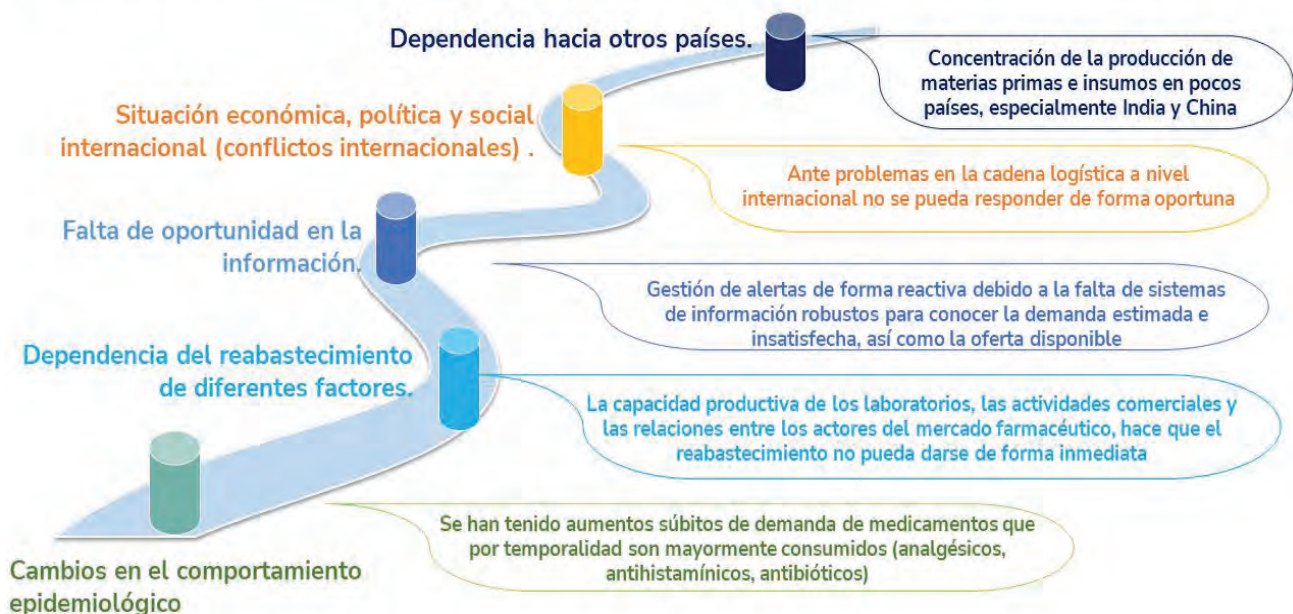 Dependencia hacia otros países.
Concentración de la producción de
materias primas e insumos en pocos
países, especialmente India y China
Situación económica, política y social
internacional (conflictos internacionales) .
Ante problemas en la cadena logística a nivel
internacional no se pueda responder de forma oportuna
Falta de oportunidad en la
información.
Gestión de alertas de forma reactiva debido a la falta de sistemas
de información robustos para conocer la demanda estimada e
insatisfecha, así como la oferta disponible
Dependencia del reabastecimiento
de diferentes factores.
La capacidad productiva de los laboratorios, las actividades comerciales y
las relaciones entre los actores del mercado farmacéutico, hace que el
reabastecimiento no pueda darse de forma inmediata
Se han tenido aumentos súbitos de demanda de medicamentos que
por temporalidad son mayormente consumidos (analgésicos,
antihistamínicos, antibióticos)
Cambios en el comportamiento
epidemiológico